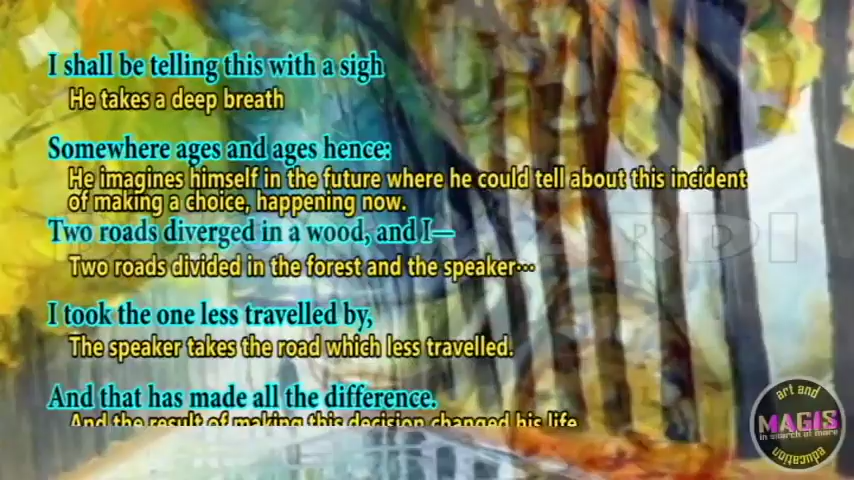 I shall be telling this with a sigh
He takes a deep breath
Somewhere ages and ages hence:
He imagines himself in the future where he could tell about this incident
of making a choice, happening now.
Two roads diverged in a wood, and I—
Two roads divided in the forest and the speaker…
I took the one less travelled by,
The speaker takes the road which less travelled.
And that has made all the difference.
And the result of making this decision changed his life
art and
MAGIS
in search of more
education